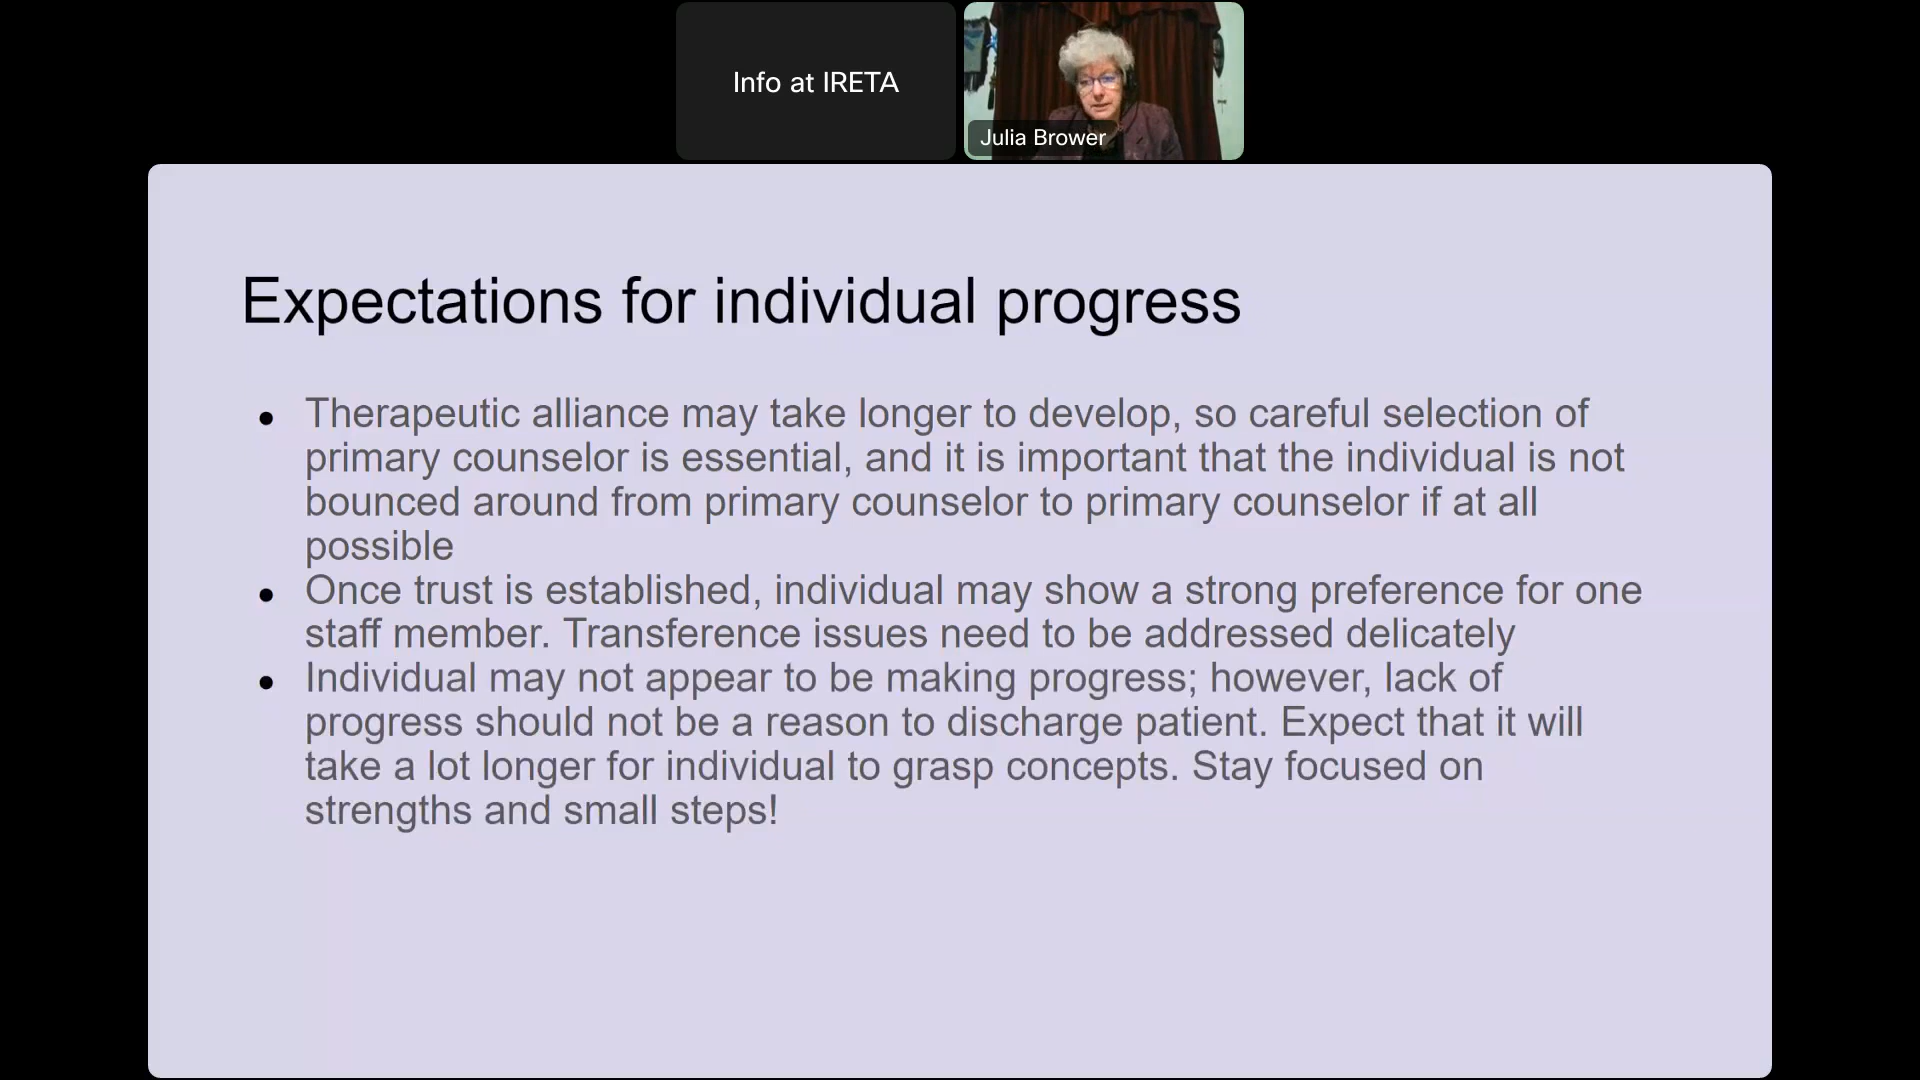 Info at IRETA
Julia Brower
Expectations for individual progress
● Therapeutic alliance may take longer to develop, so careful selection of
primary counselor is essential, and it is important that the individual is not
bounced around from primary counselor to primary counselor if at all
possible
● Once trust is established, individual may show a strong preference for one
staff member. Transference issues need to be addressed delicately
● Individual may not appear to be making progress; however, lack of
progress should not be a reason to discharge patient. Expect that it will
take a lot longer for individual to grasp concepts. Stay focused on
strengths and small steps!